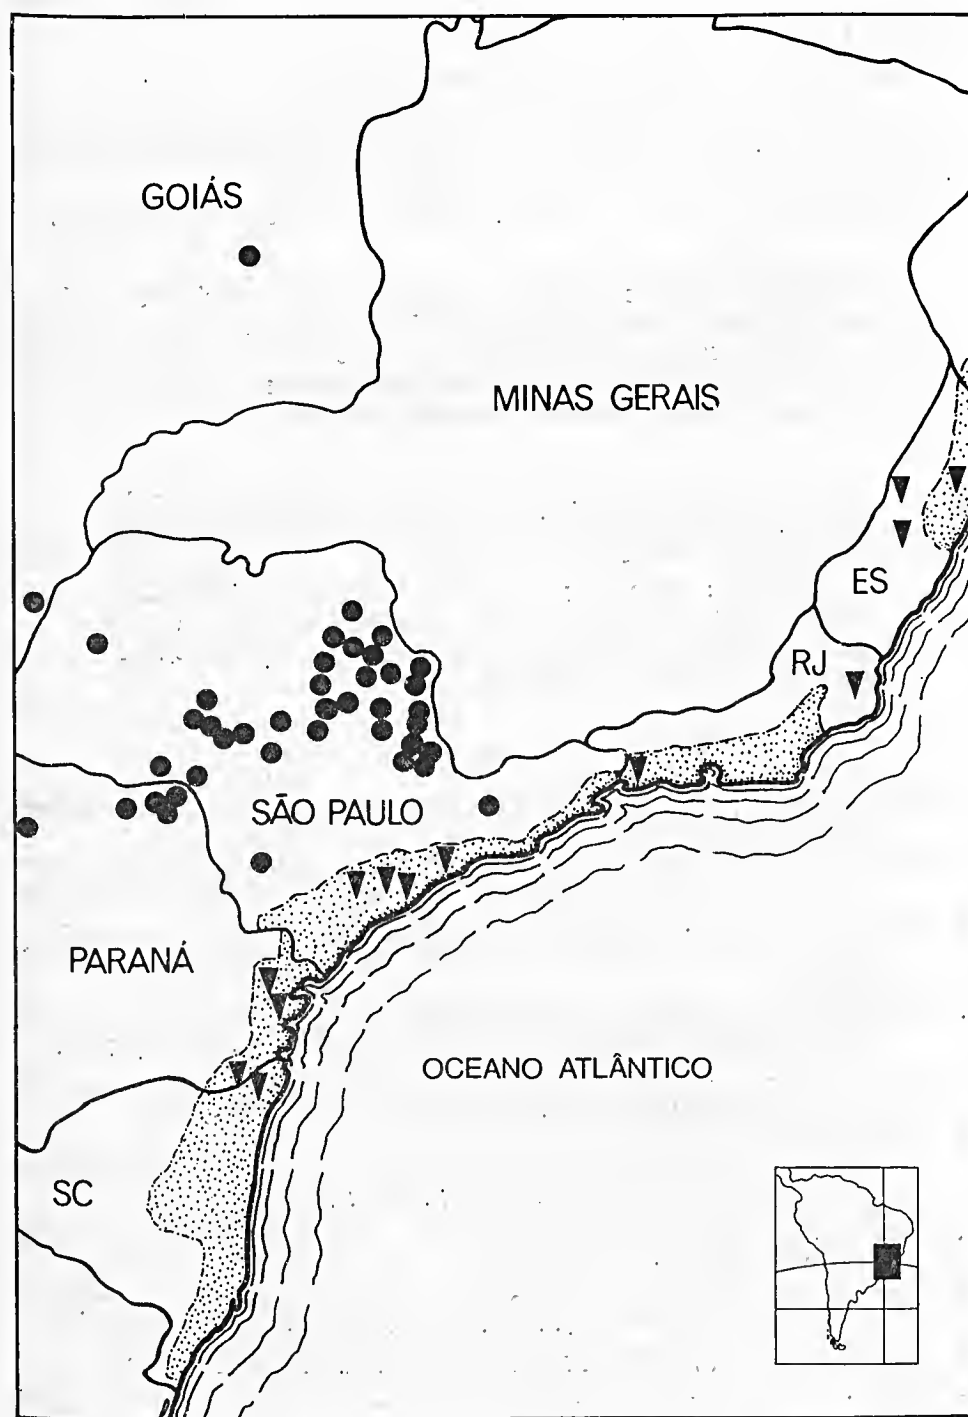 GOIÁS
MINAS GERAIS
ES
RJ
SÃO PAULO
PARANÁ
OCEANO ATLÂNTICO
SC